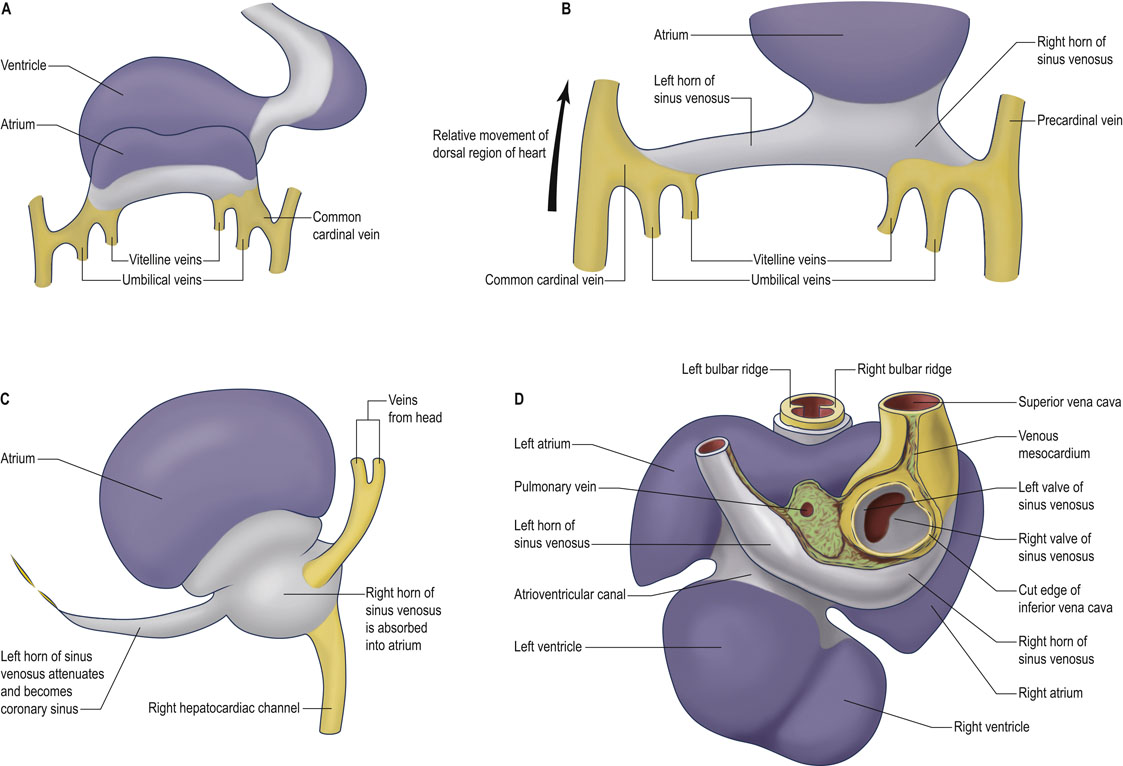 A
Ventricle
Atrium
Common
cardinal vein
Vitelline veins
Umbilical veins
B
Atrium
Right horn of
sinus venosus
Left horn of
sinus venosus
Precardinal vein
Relative movement of
dorsal region of heart
Vitelline veins
Common cardinal vein
Umbilical veins
C
Veins
from head
Atrium
Right horn of
sinus venosus
is absorbed
into atrium
Left horn of sinus
venosus attenuates
and becomes
coronary sinus
Right hepatocardiac channel
D
Left bulbar ridge
Right bulbar ridge
Superior vena cava
Left atrium
Venous
mesocardium
Pulmonary vein
Left valve of
sinus venosus
Left horn of
sinus venosus
Right valve of
sinus venosus
Atrioventricular canal
Cut edge of
inferior vena cava
Left ventricle
Right horn of
sinus venosus
Right atrium
Right ventricle